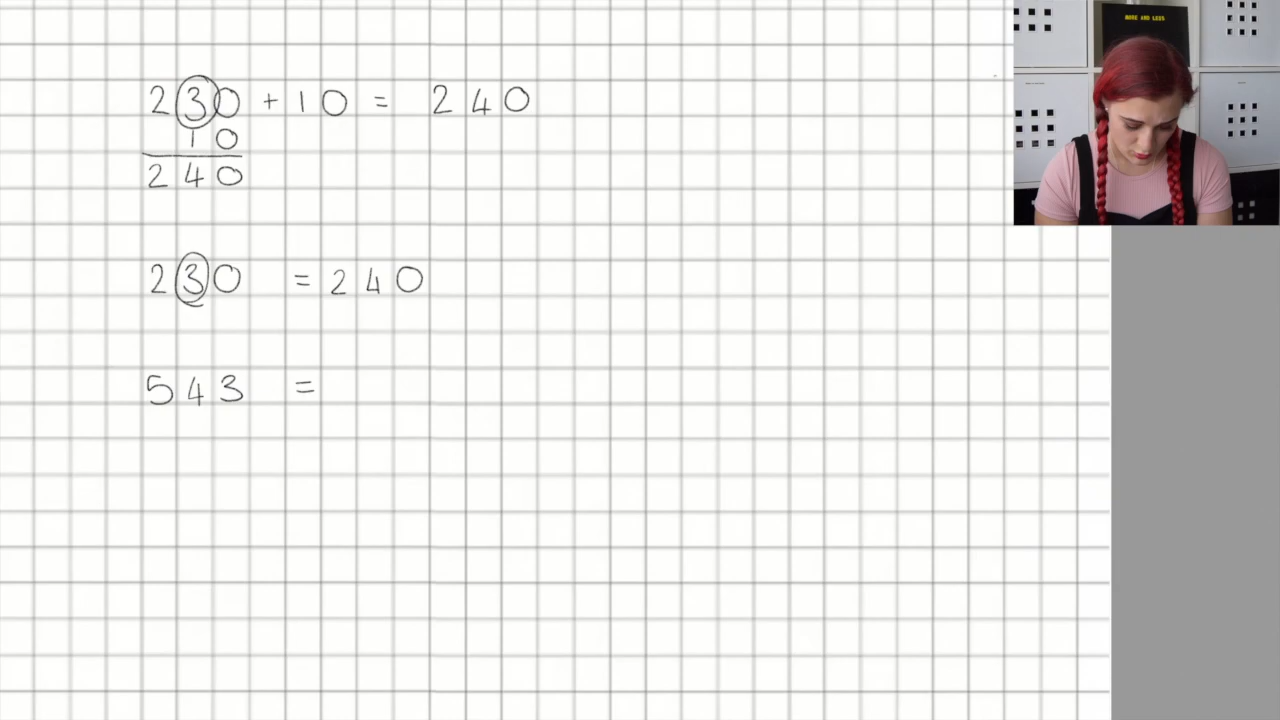 MORE AND LESS
230 + 10 = 240
10
240
230 = 240
543 =